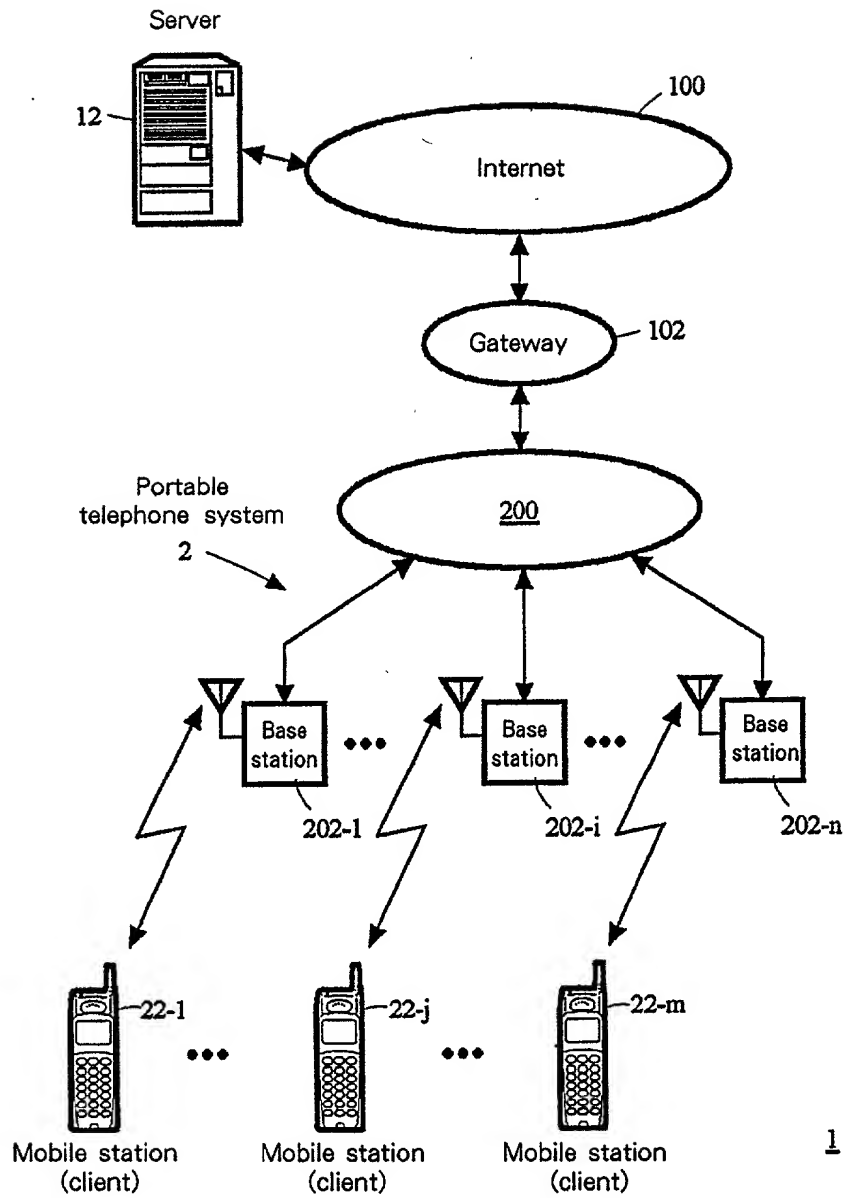 Server
12
100
Internet
Gateway
102
Portable
telephone system
2
200
Base
station
202-1
Base
station
202-i
Base
station
202-n
22-1
22-j
22-m
Mobile station
(client)
Mobile station
(client)
Mobile station
(client)
1